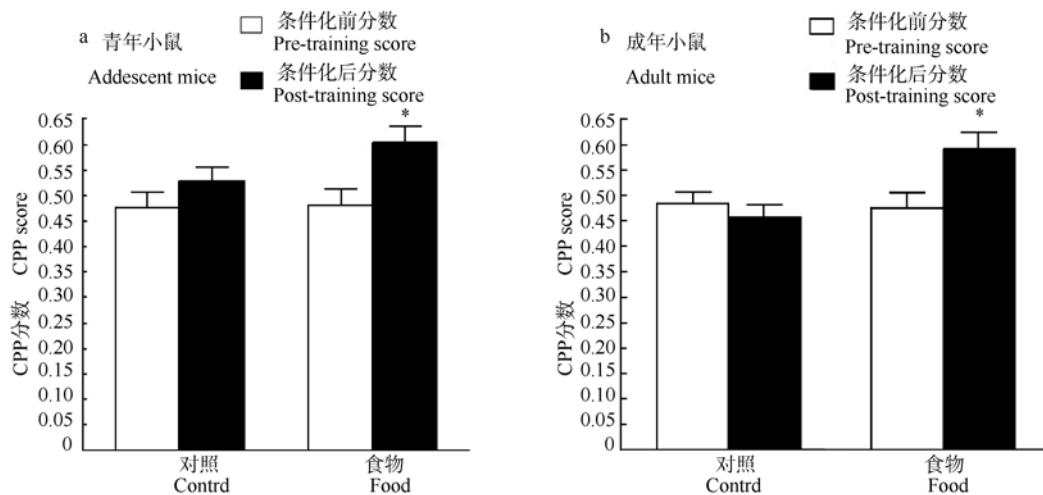 a 青年小鼠
Addescent mice
条件化前分数
Pre-training score
条件化后分数
Post-training score
*
CPP分数 CPP score
0.65
0.60
0.55
0.50
0.45
0.40
0.35
0.30
0.25
0.20
0.15
0.10
0.05
0
对照
Contrd
食物
Food
b 成年小鼠
Adult mice
条件化前分数
Pre-training score
条件化后分数
Post-training score
*
CPP分数 CPP score
0.65
0.60
0.55
0.50
0.45
0.40
0.35
0.30
0.25
0.20
0.15
0.10
0.05
0
对照
Contrd
食物
Food